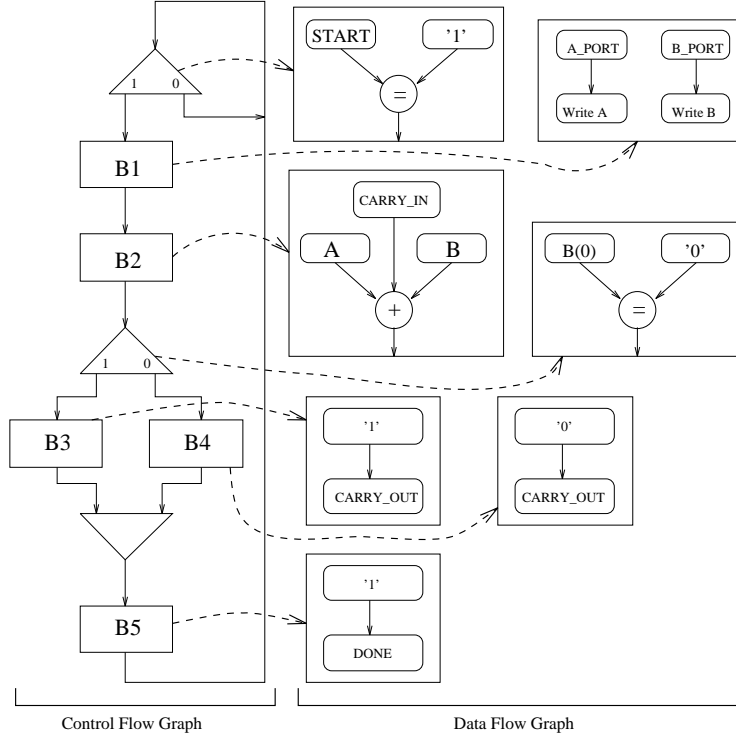 START
'1'
=
A_PORT
B_PORT
Write A
Write B
1
0
B1
B2
CARRY_IN
A
B
+
B(0)
'0'
=
1
0
B3
B4
'1'
CARRY_OUT
'0'
CARRY_OUT
B5
'1'
DONE
Control Flow Graph
Data Flow Graph